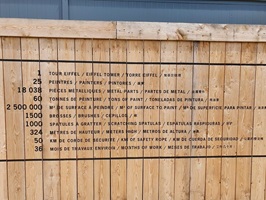 1 TOUR EIFFEL / EIFFEL TOWER / TORRE EIFFEL /
25 PEINTRES / PAINTERS / PINTORES /
18 038 PIÈCES MÉTALLIQUES / METAL PARTS / PARTES DE METAL /
60 TONNES DE PEINTURE / TONS OF PAINT / TONELADAS DE PINTURA /
2 500 000 M² DE SURFACE À PEINDRE / M² OF SURFACE TO PAINT / M² DE SUPERFICIE PARA PINTAR /
1500 BROSSES / BRUSHES / CEPILLOS /
1000 SPATULES À GRATTER / SCRATCHING SPATULAS / ESPÁTULAS RASPADORAS /
324 MÈTRES DE HAUTEUR / METERS HIGH / METROS DE ALTURA /
50 KM DE CORDE DE SÉCURITÉ / KM OF SAFETY ROPE / KM DE CUERDA DE SEGURIDAD /
36 MOIS DE TRAVAUX ENVIRON / MONTHS OF WORK / MESES DE TRABAJO /